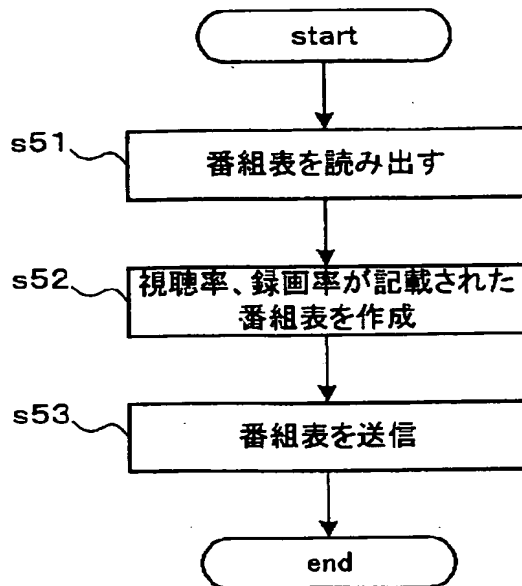 start
s51
番組表を読み出す
s52
視聴率、録画率が記載された
番組表を作成
s53
番組表を送信
end